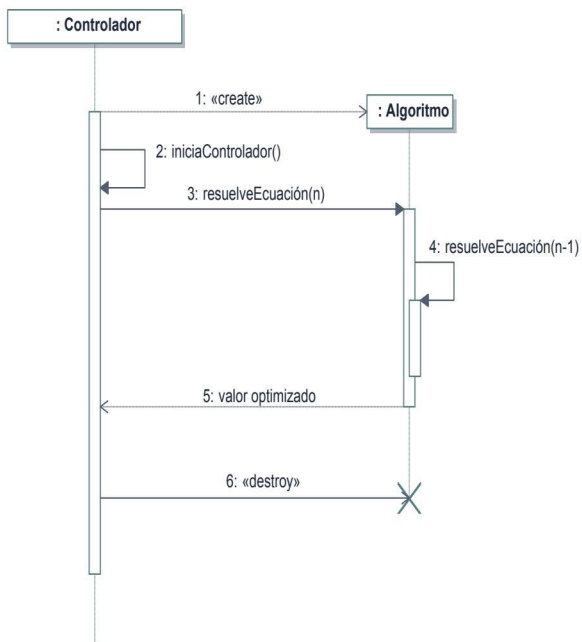 : Controlador
1: «create»
: Algoritmo
2: iniciaControlador()
3: resuelveEcuación(n)
4: resuelveEcuación(n-1)
5: valor optimizado
6: «destroy»